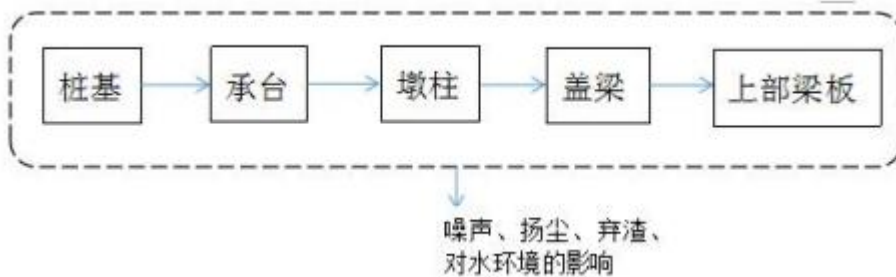 桩基
承台
墩柱
盖梁
上部梁板
噪声、扬尘、弃渣、
对水环境的影响